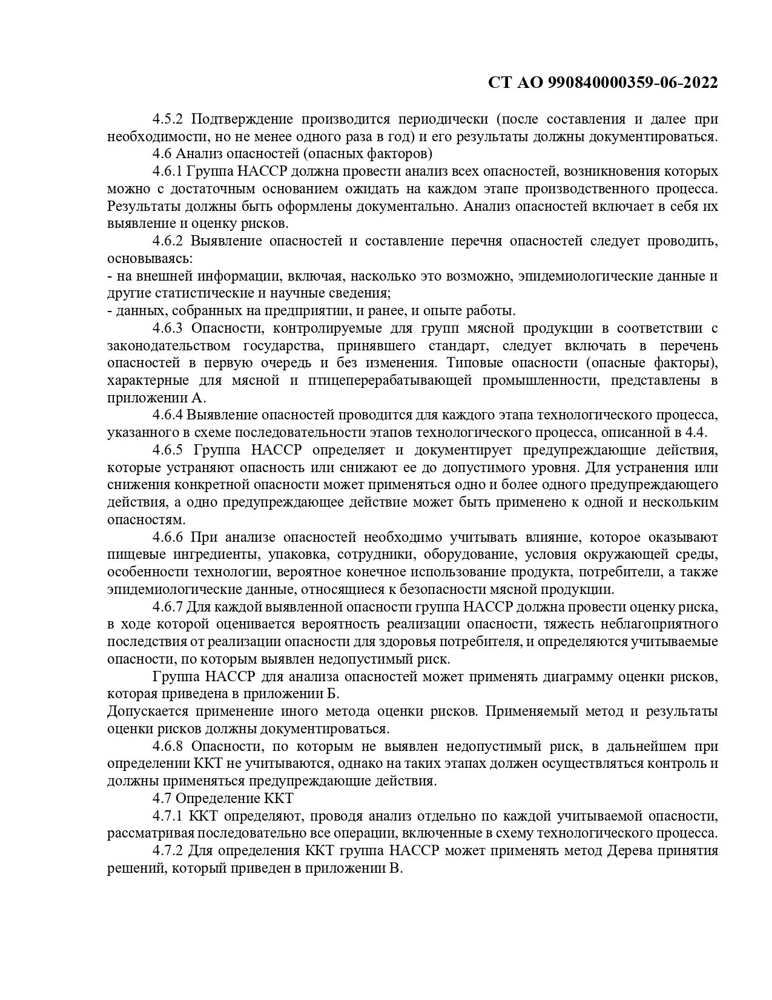 СТ АО 990840000359-06-2022
4.5.2 Подтверждение производится периодически (после составления и далее при
необходимости, но не менее одного раза в год) и его результаты должны документироваться.
4.6 Анализ опасностей (опасных факторов)
4.6.1 Группа НАССР должна провести анализ всех опасностей, возникновения которых
можно с достаточным основанием ожидать на каждом этапе производственного процесса.
Результаты должны быть оформлены документально. Анализ опасностей включает в себя их
выявление и оценку рисков.
4.6.2 Выявление опасностей и составление перечня опасностей следует проводить,
основываясь:
- на внешней информации, включая, насколько это возможно, эпидемиологические данные и
другие статистические и научные сведения;
- данных, собранных на предприятии, и ранее, и опыте работы.
4.6.3 Опасности, контролируемые для групп мясной продукции в соответствии с
законодательством государства, принявшего стандарт, следует включать в перечень
опасностей в первую очередь и без изменения. Типовые опасности (опасные факторы),
характерные для мясной и птицеперерабатывающей промышленности, представлены в
приложении А.
4.6.4 Выявление опасностей проводится для каждого этапа технологического процесса,
указанного в схеме последовательности этапов технологического процесса, описанной в 4.4.
4.6.5 Группа НАССР определяет и документирует предупреждающие действия,
которые устраняют опасность или снижают ее до допустимого уровня. Для устранения или
снижения конкретной опасности может применяться одно и более одного предупреждающего
действия, а одно предупреждающее действие может быть применено к одной и нескольким
опасностям.
4.6.6 При анализе опасностей необходимо учитывать влияние, которое оказывают
пищевые ингредиенты, упаковка, сотрудники, оборудование, условия окружающей среды,
особенности технологии, вероятное конечное использование продукта, потребители, а также
эпидемиологические данные, относящиеся к безопасности мясной продукции.
4.6.7 Для каждой выявленной опасности группа НАССР должна провести оценку риска,
в ходе которой оценивается вероятность реализации опасности, тяжесть неблагоприятного
последствия от реализации опасности для здоровья потребителя, и определяются учитываемые
опасности, по которым выявлен недопустимый риск.
Группа НАССР для анализа опасностей может применять диаграмму оценки рисков,
которая приведена в приложении Б.
Допускается применение иного метода оценки рисков. Применяемый метод и результаты
оценки рисков должны документироваться.
4.6.8 Опасности, по которым не выявлен недопустимый риск, в дальнейшем при
определении ККТ не учитываются, однако на таких этапах должен осуществляться контроль и
должны применяться предупреждающие действия.
4.7 Определение ККТ
4.7.1 ККТ определяют, проводя анализ отдельно по каждой учитываемой опасности,
рассматривая последовательно все операции, включенные в схему технологического процесса.
4.7.2 Для определения ККТ группа НАССР может применять метод Дерева принятия
решений, который приведен в приложении В.